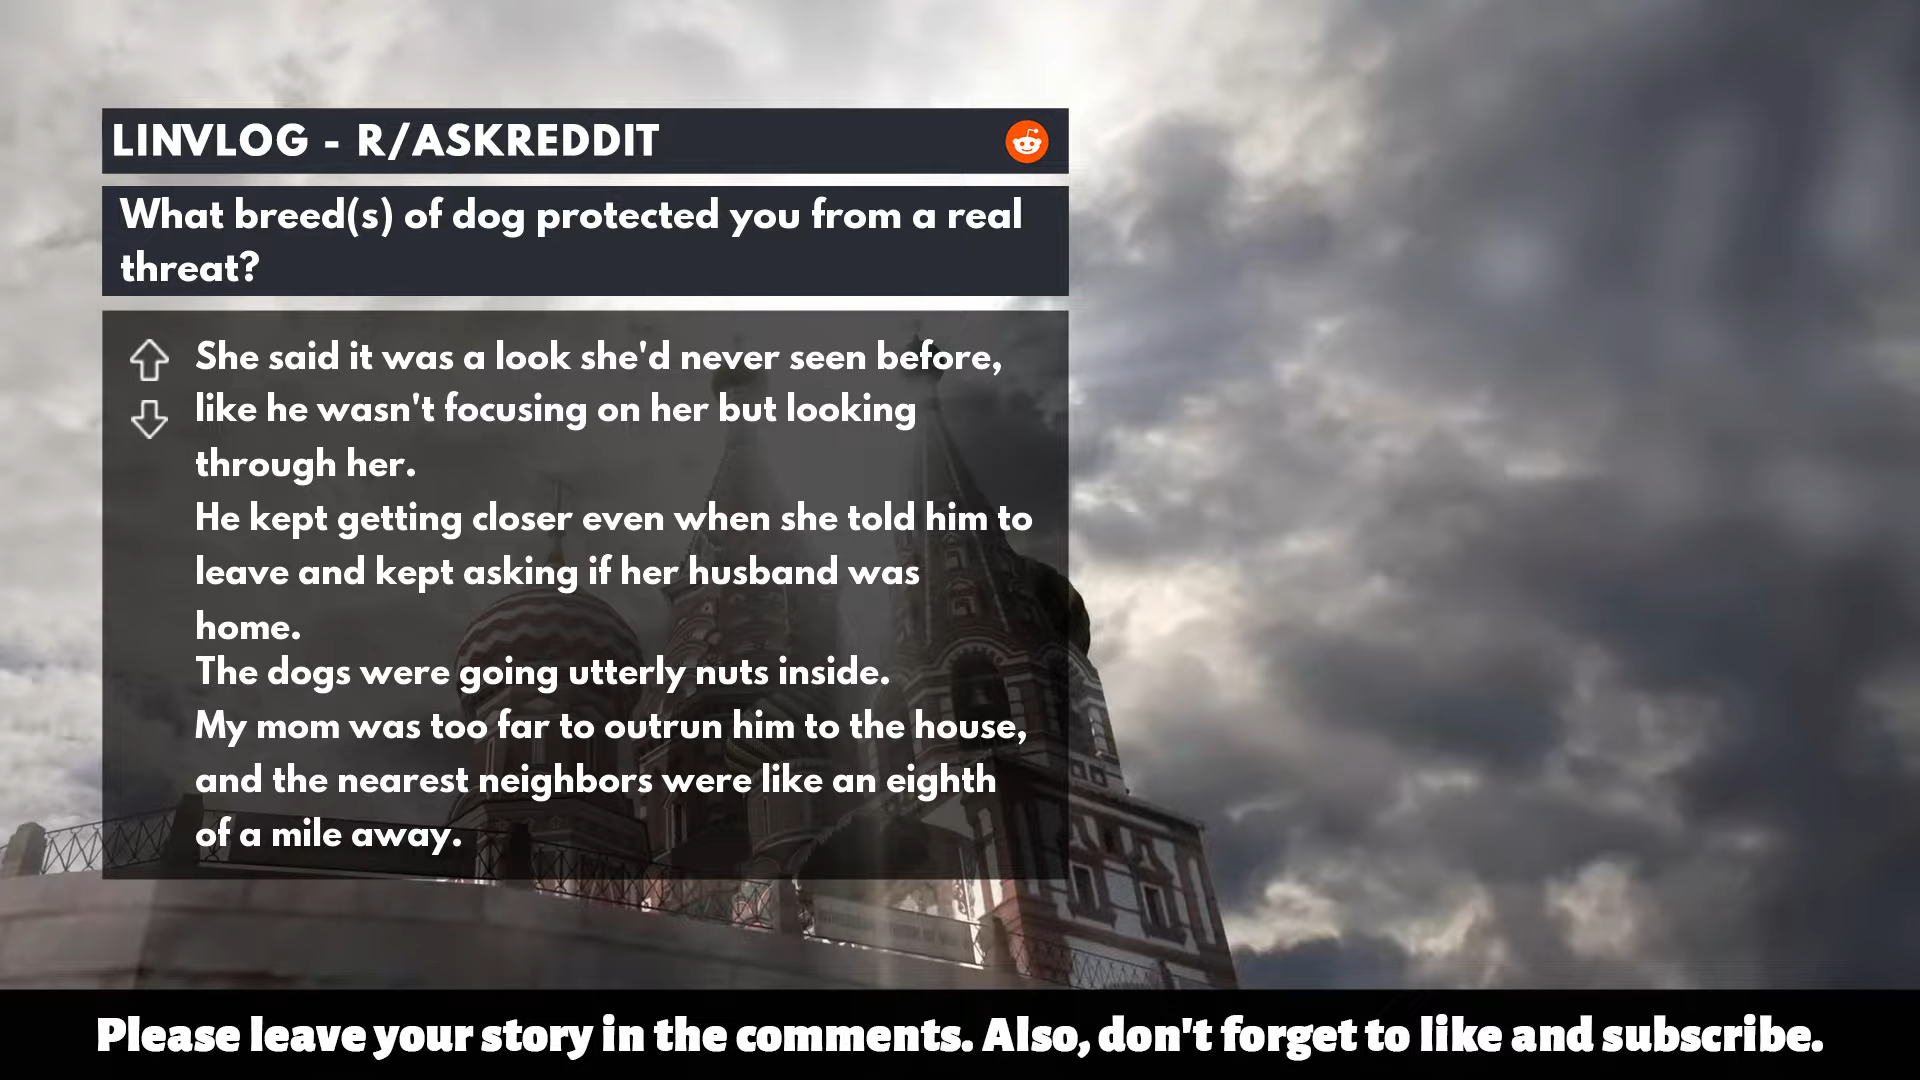 LINVLOG - R/ASKREDDIT
What breed(s) of dog protected you from a real
threat?
She said it was a look she'd never seen before,
like he wasn't focusing on her but looking
through her.
He kept getting closer even when she told him to
leave and kept asking if her husband was
home.
The dogs were going utterly nuts inside.
My mom was too far to outrun him to the house,
and the nearest neighbors were like an eighth
of a mile away.
Please leave your story in the comments. Also, don't forget to like and subscribe.